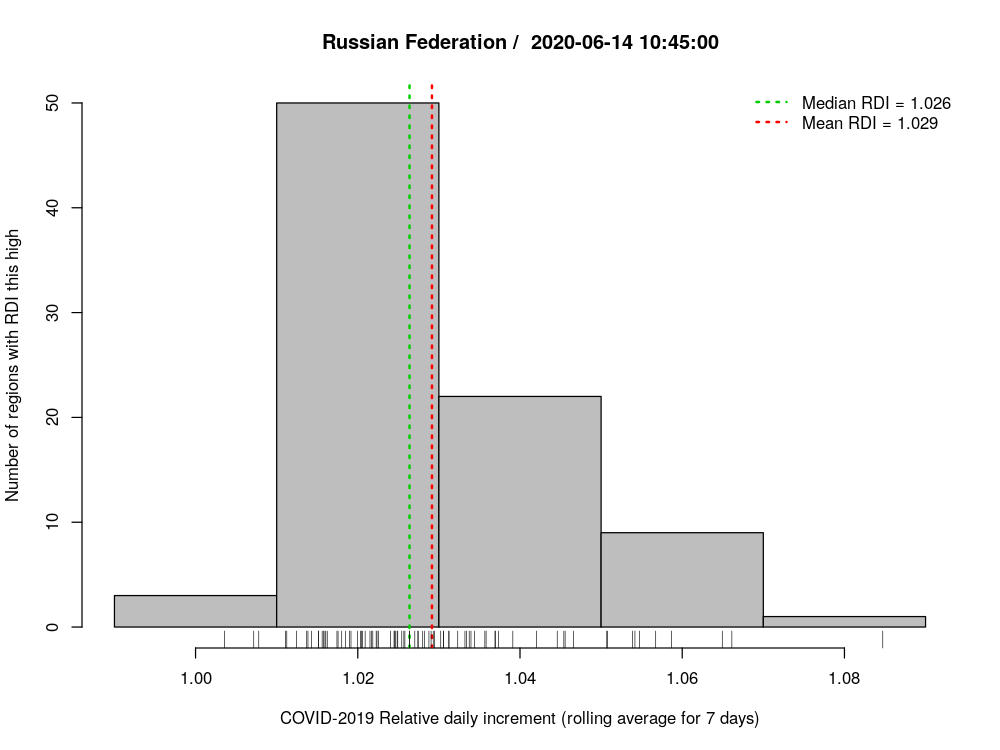 Russian Federation /  2020-06-14 10:45:00
Median RDI = 1.026
Mean RDI = 1.029
Number of regions with RDI this high
50
40
30
20
10
0
1.00 1.02 1.04 1.06 1.08
COVID-2019 Relative daily increment (rolling average for 7 days)